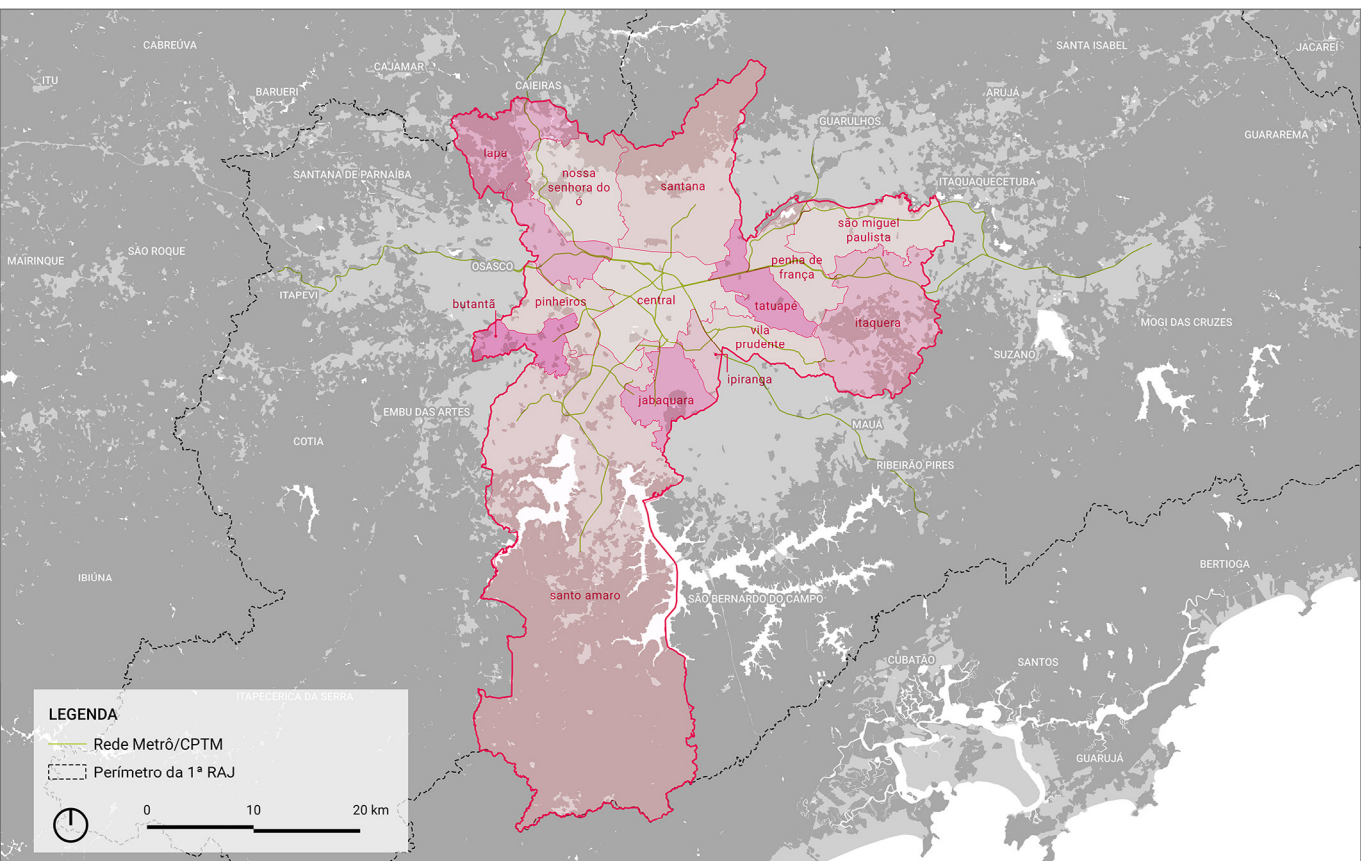 CABREÚVA
SANTA ISABEL
JACAREÍ
CAJAMAR
ITU
CAIEIRAS
BARUERI
ARUJÁ
GUARULHOS
GUARAREMA
lapa
SANTANA DE PARNAÍBA
nossa
senhora do
ó
santana
ITAQUAQUECETUBA
são miguel
paulista
SÃO ROQUE
MAIRINQUE
OSASCO
penha de
frança
ITAPEVI
butantã
pinheiros
central
tatuapé
itaquera
MOGI DAS CRUZES
vila
prudente
SUZANO
ipiranga
jabaquara
EMBU DAS ARTES
MAUÁ
COTIA
RIBEIRÃO PIRES
BERTIOGA
IBIÚNA
santo amaro
SÃO BERNARDO DO CAMPO
CUBATÃO
SANTOS
ITAPECERICA DA SERRA
GUARUJÁ
LEGENDA
Rede Metrô/CPTM
Perímetro da 1ª RAJ
0 10 20 km